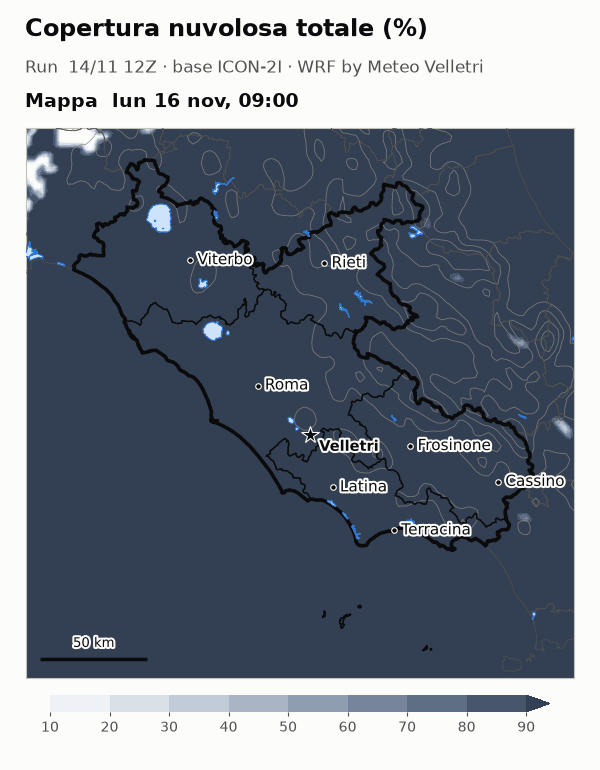 Copertura nuvolosa totale (%)
Run  14/11 12Z · base ICON-2I · WRF by Meteo Velletri
Mappa  lun 16 nov, 09:00
Viterbo
Rieti
Roma
Velletri
Frosinone
Latina
Cassino
Terracina
50 km
10 20 30 40 50 60 70 80 90